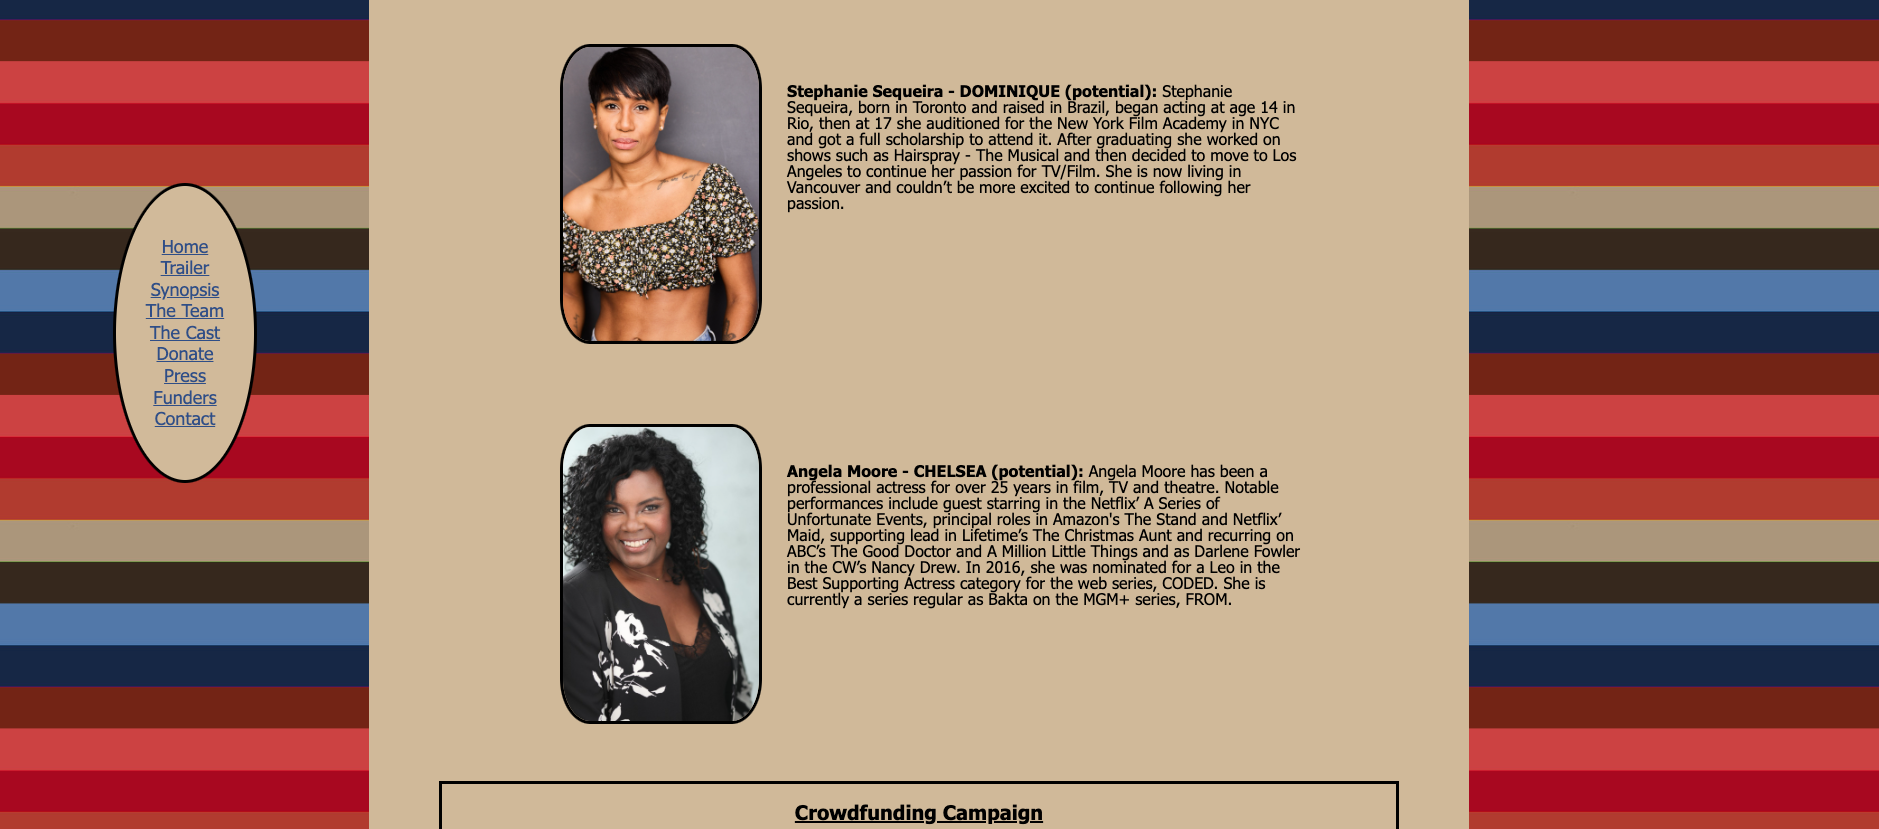 Home
Trailer
Synopsis
The Team
The Cast
Donate
Press
Funders
Contact
Stephanie Sequeira - DOMINIQUE (potential): Stephanie
Sequeira, born in Toronto and raised in Brazil, began acting at age 14 in
Rio, then at 17 she auditioned for the New York Film Academy in NYC
and got a full scholarship to attend it. After graduating she worked on
shows such as Hairspray - The Musical and then decided to move to Los
Angeles to continue her passion for TV/Film. She is now living in
Vancouver and couldn’t be more excited to continue following her
passion.
Angela Moore - CHELSEA (potential): Angela Moore has been a
professional actress for over 25 years in film, TV and theatre. Notable
performances include guest starring in the Netflix’ A Series of
Unfortunate Events, principal roles in Amazon's The Stand and Netflix’
Maid, supporting lead in Lifetime’s The Christmas Aunt and recurring on
ABC’s The Good Doctor and A Million Little Things and as Darlene Fowler
in the CW’s Nancy Drew. In 2016, she was nominated for a Leo in the
Best Supporting Actress category for the web series, CODED. She is
currently a series regular as Bakta on the MGM+ series, FROM.
Crowdfunding Campaign